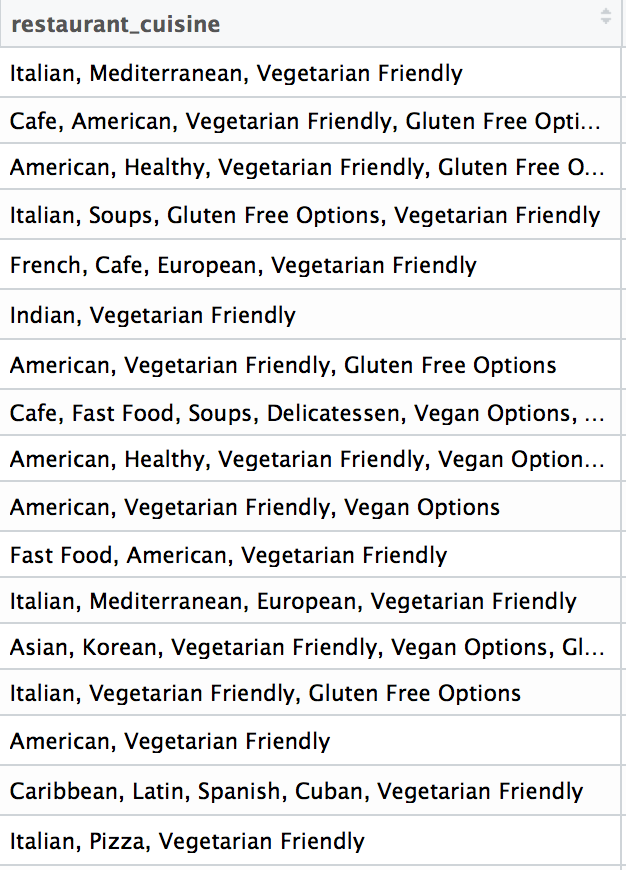 restaurant_cuisine
Italian, Mediterranean, Vegetarian Friendly
Cafe, American, Vegetarian Friendly, Gluten Free Opti...
American, Healthy, Vegetarian Friendly, Gluten Free O...
Italian, Soups, Gluten Free Options, Vegetarian Friendly
French, Cafe, European, Vegetarian Friendly
Indian, Vegetarian Friendly
American, Vegetarian Friendly, Gluten Free Options
Cafe, Fast Food, Soups, Delicatessen, Vegan Options, ...
American, Healthy, Vegetarian Friendly, Vegan Option...
American, Vegetarian Friendly, Vegan Options
Fast Food, American, Vegetarian Friendly
Italian, Mediterranean, European, Vegetarian Friendly
Asian, Korean, Vegetarian Friendly, Vegan Options, Gl...
Italian, Vegetarian Friendly, Gluten Free Options
American, Vegetarian Friendly
Caribbean, Latin, Spanish, Cuban, Vegetarian Friendly
Italian, Pizza, Vegetarian Friendly